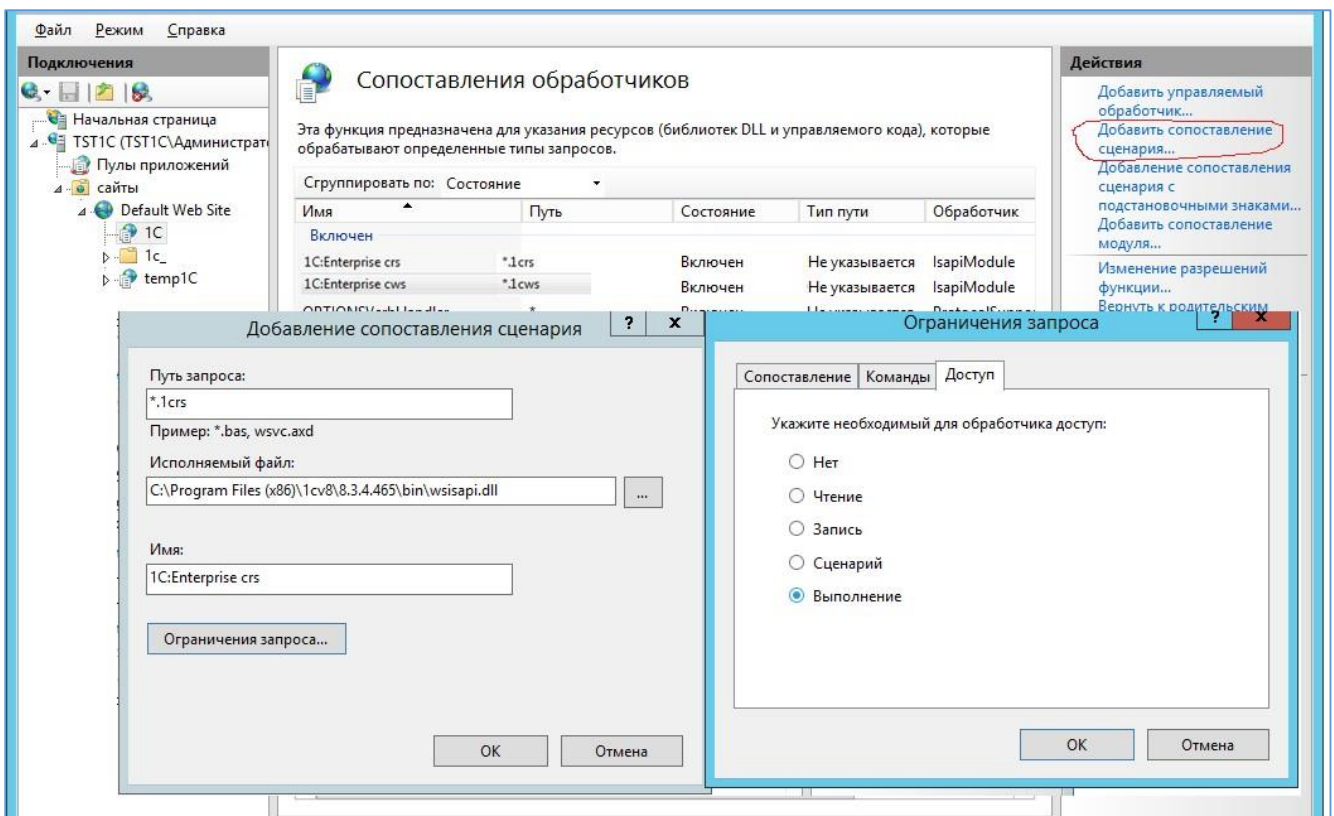 Файл Режим Справка
Подключения
Начальная страница
TST1C (TST1C\Администрат
Пулы приложений
сайты
Default Web Site
1C
1c_
temp1C
Сопоставления обработчиков
Эта функция предназначена для указания ресурсов (библиотек DLL и управляемого кода), которые
обрабатывают определенные типы запросов.
Сгруппировать по: Состояние
Имя Путь Состояние Тип пути Обработчик
Включен
1C:Enterprise crs *.1crs Включен Не указывается IsapiModule
1C:Enterprise cws *.1cws Включен Не указывается IsapiModule
Действия
Добавить управляемый
обработчик...
Добавить сопоставление
сценария...
Добавление сопоставления
сценария с
подстановочными знаками...
Добавить сопоставление
модуля...
Изменение разрешений
функции...
Вернуть к родительским
Добавление сопоставления сценария ? x
Путь запроса:
*.1crs
Пример: *.bas, wsvc.axd
Исполняемый файл:
C:\Program Files (x86)\1cv8\8.3.4.465\bin\wsisapi.dll ...
Имя:
1C:Enterprise crs
Ограничения запроса...
OK Отмена
Ограничения запроса ? x
Сопоставление Команды Доступ
Укажите необходимый для обработчика доступ:
Нет
Чтение
Запись
Сценарий
Выполнение
OK Отмена